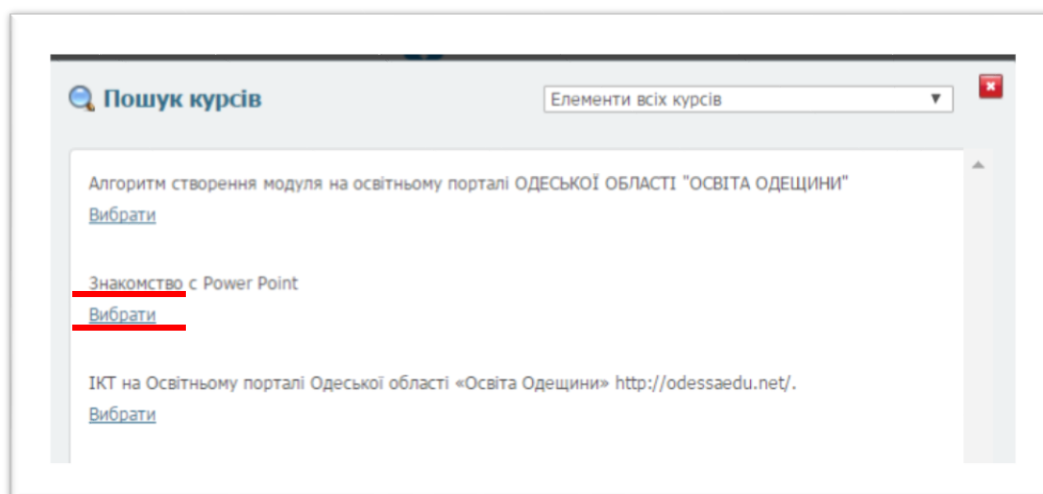 Пошук курсів
Елементи всіх курсів
Алгоритм створення модуля на освітньому порталі ОДЕСЬКОЇ ОБЛАСТІ "ОСВІТА ОДЕЩИНИ"
Вибрати
Знакомство с Power Point
Вибрати
ІКТ на Освітньому порталі Одеської області «Освіта Одещини» http://odessaedu.net/.
Вибрати